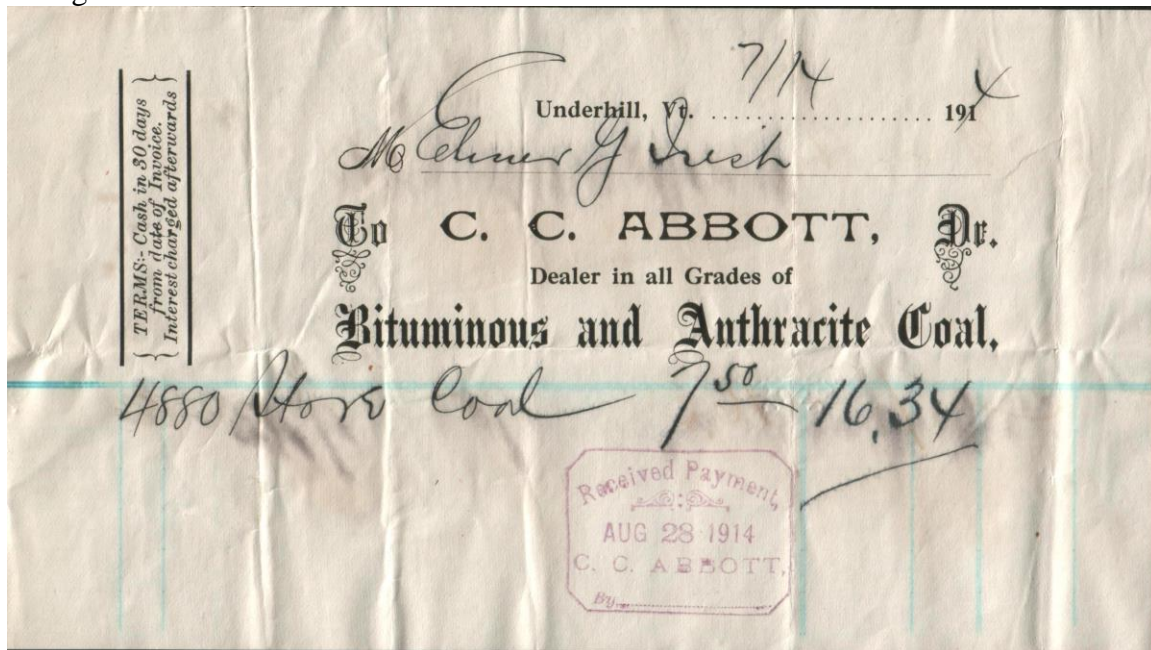 TERMS:- Cash in 30 days
from date of Invoice.
Interest charged afterwards
7/14
Underhill, Vt. .................... 1914
M Elmer G Irish
To C. C. ABBOTT, Dr.
Dealer in all Grades of
Bituminous and Anthracite Coal,
4880 Stove Coal 7 50 16.34
Received Payment,
AUG 28 1914
C. C. ABBOTT,
By